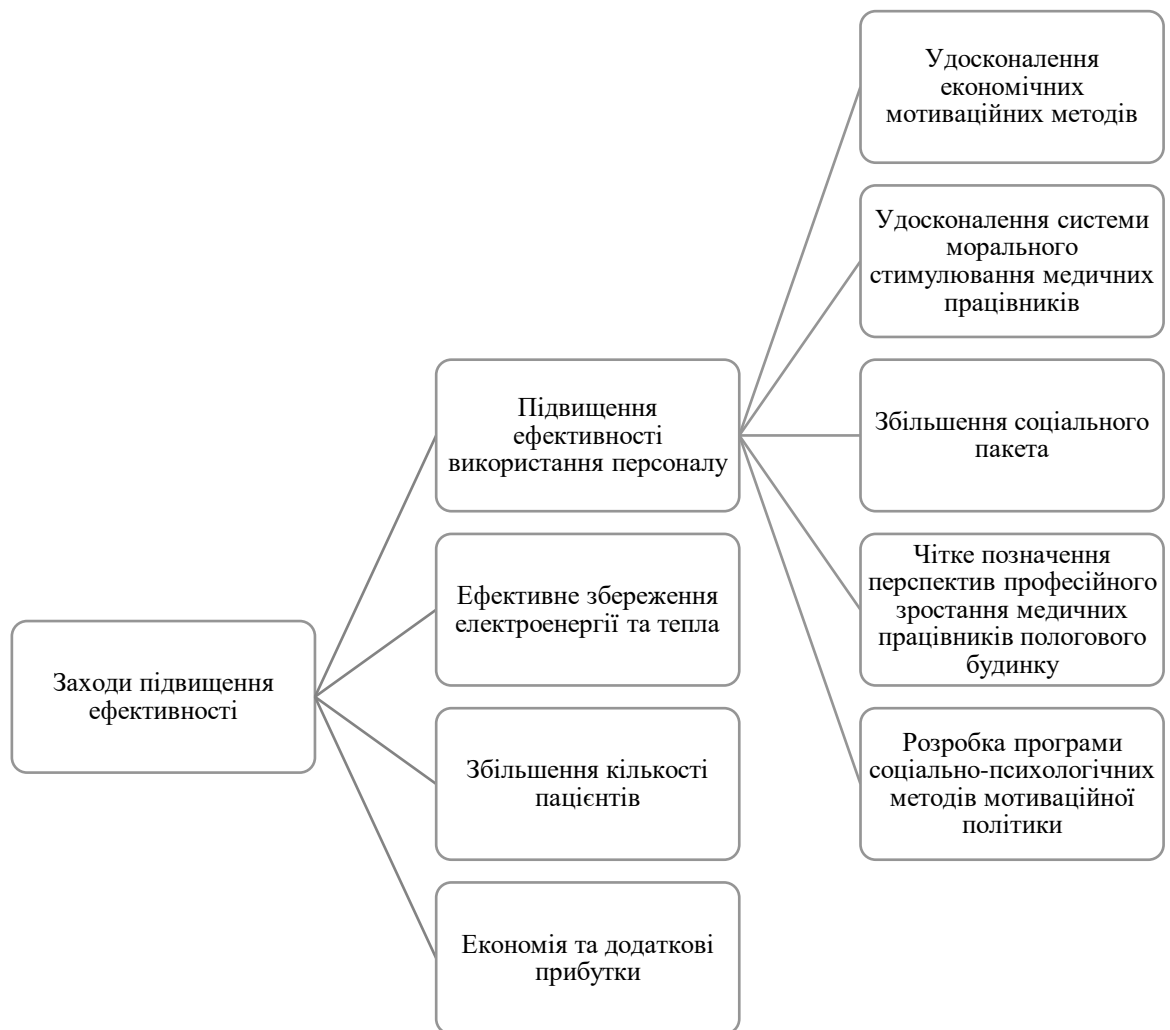 Заходи підвищення
ефективності
Підвищення
ефективності
використання персоналу
Ефективне збереження
електроенергії та тепла
Збільшення кількості
пацієнтів
Економія та додаткові
прибутки
Удосконалення
економічних
мотиваційних методів
Удосконалення системи
морального
стимулювання медичних
працівників
Збільшення соціального
пакета
Чітке позначення
перспектив професійного
зростання медичних
працівників пологового
будинку
Розробка програми
соціально-психологічних
методів мотиваційної
політики